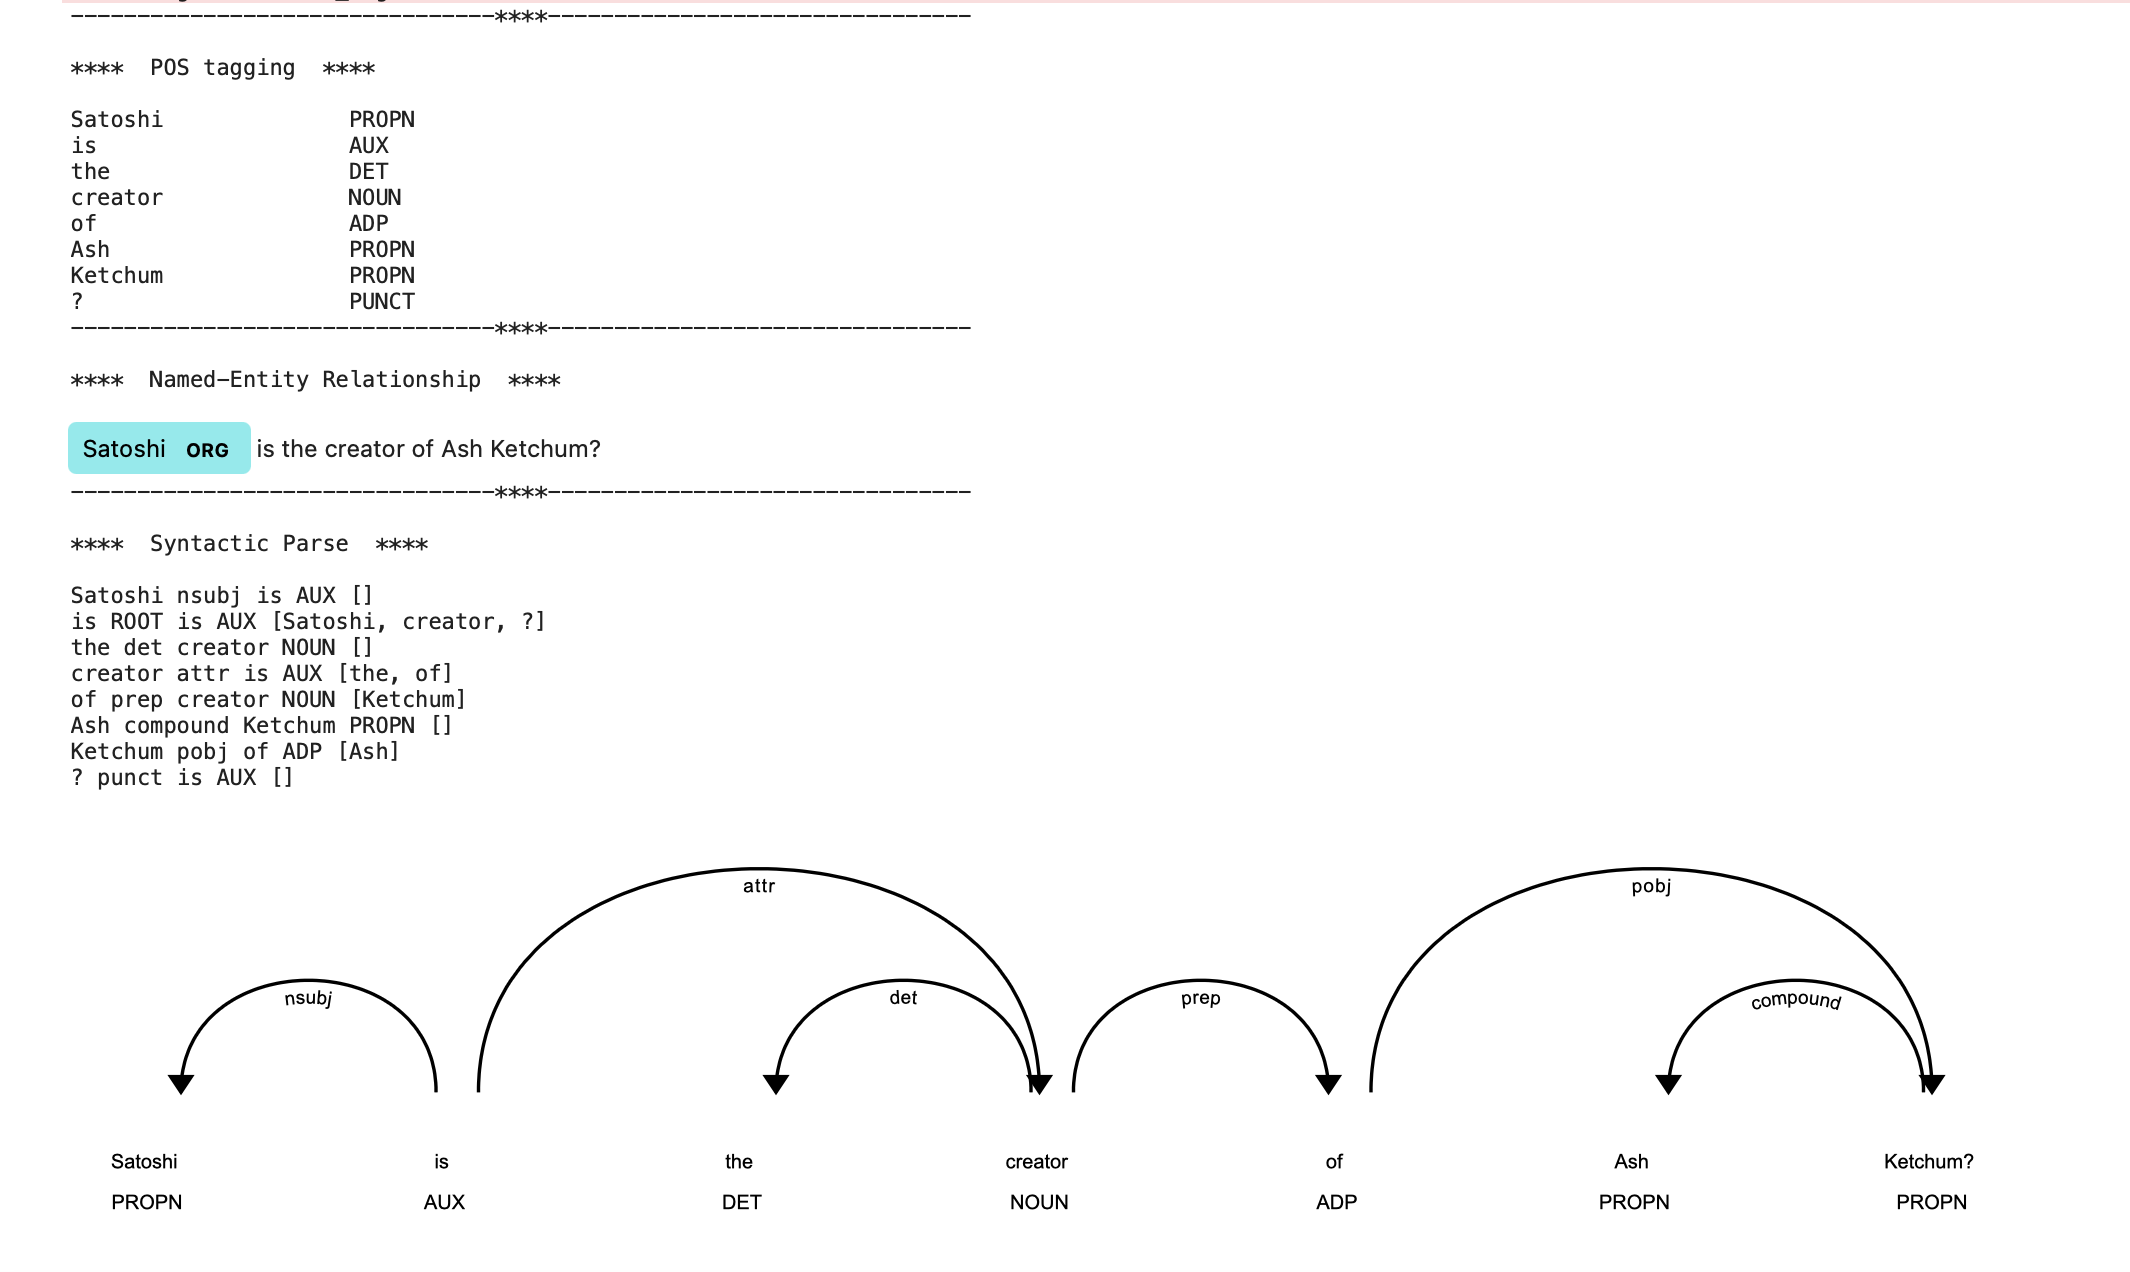 --------------------------------****--------------------------------
****  POS tagging  ****
Satoshi PROPN
is AUX
the DET
creator NOUN
of ADP
Ash PROPN
Ketchum PROPN
? PUNCT
--------------------------------****--------------------------------
****  Named-Entity Relationship  ****
Satoshi ORG is the creator of Ash Ketchum?
--------------------------------****--------------------------------
****  Syntactic Parse  ****
Satoshi nsubj is AUX []
is ROOT is AUX [Satoshi, creator, ?]
the det creator NOUN []
creator attr is AUX [the, of]
of prep creator NOUN [Ketchum]
Ash compound Ketchum PROPN []
Ketchum pobj of ADP [Ash]
? punct is AUX []
attr pobj
nsubj det prep compound
Satoshi is the creator of Ash Ketchum?
PROPN AUX DET NOUN ADP PROPN PROPN